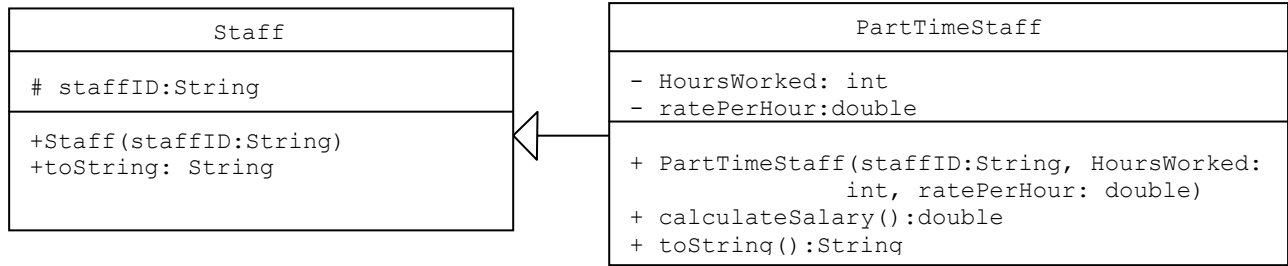 Staff
# staffID:String
+Staff(staffID:String)
+toString: String
PartTimeStaff
- HoursWorked: int
- ratePerHour:double
+ PartTimeStaff(staffID:String, HoursWorked:
int, ratePerHour: double)
+ calculateSalary():double
+ toString():String